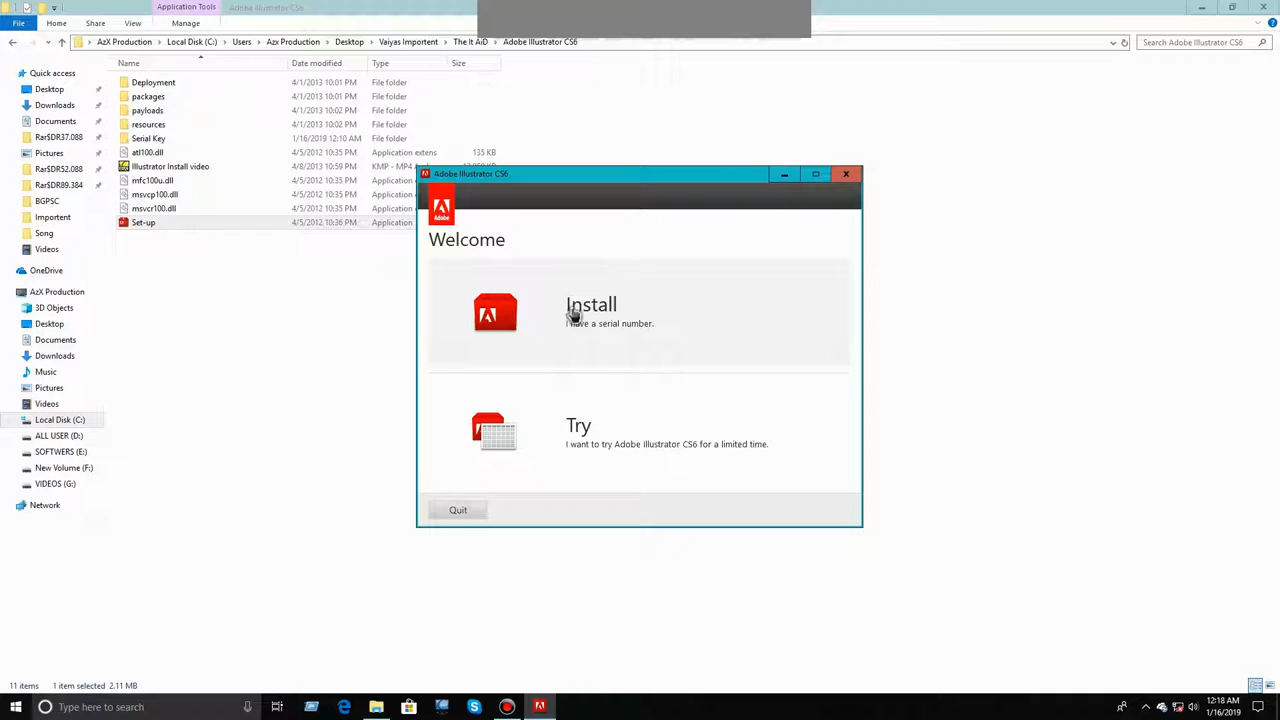 Application Tools
Adobe Illustrator CS6
File
Home
Share
View
Manage
AzX Production > Local Disk (C:) > Users > Azx Production > Desktop > Vaiyas Importent > The It AiD > Adobe Illustrator CS6
Search Adobe Illustrator CS6
Name
Date modified
Type
Size
Quick access
Desktop
Downloads
Documents
Rar$DR37.088
Pictures
Rar$DR52.088
Rar$DR89.384
BGPSC
Importent
Song
Videos
OneDrive
AzX Production
3D Objects
Desktop
Documents
Downloads
Music
Pictures
Videos
Local Disk (C:)
ALL USER (D:)
SOFTWERS (E:)
New Volume (F:)
VIDEOS (G:)
Network
Deployment 4/1/2013 10:01 PM File folder
packages 4/1/2013 10:01 PM File folder
payloads 4/1/2013 10:02 PM File folder
resources 4/1/2013 10:02 PM File folder
Serial Key 1/16/2019 12:10 AM File folder
atl100.dll 4/5/2012 10:35 PM Application extens 135 KB
Illustrator Install video 4/8/2013 10:59 PM KMP - MP4
mfc100u.dll 4/5/2012 10:35 PM Application
msvcp100.dll 4/5/2012 10:35 PM Application
msvcr100.dll 4/5/2012 10:35 PM Application
Set-up 4/5/2012 10:36 PM Application
Adobe Illustrator CS6
Adobe
Welcome
Install
I have a serial number.
Try
I want to try Adobe Illustrator CS6 for a limited time.
Quit
11 items 1 item selected 2.11 MB
Type here to search
12:18 AM
1/16/2019